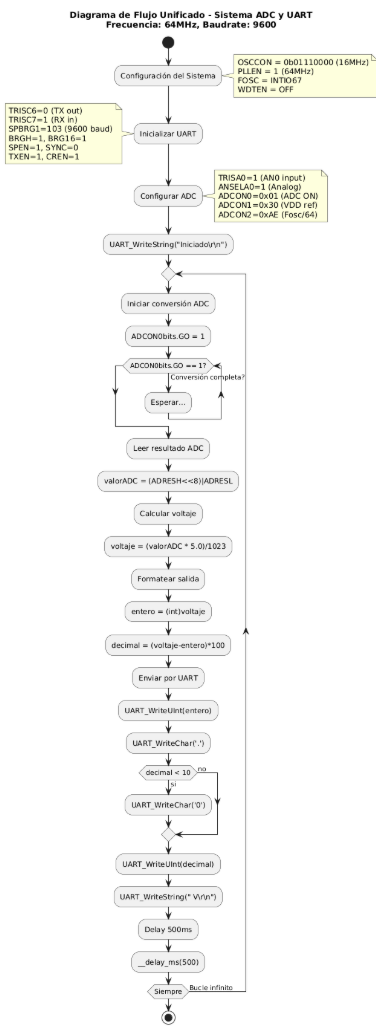 Diagrama de Flujo Unificado - Sistema ADC y UART
Frecuencia: 64MHz, Baudrate: 9600
Configuración del Sistema
OSCCON = 0b01110000 (16MHz)
PLLEN = 1 (64MHz)
FOSC = INTIO67
WDTEN = OFF
TRISC6=0 (TX out)
TRISC7=1 (RX in)
SPBRG1=103 (9600 baud)
BRGH=1, BRG16=1
SPEN=1, SYNC=0
TXEN=1, CREN=1
Inicializar UART
Configurar ADC
TRISA0=1 (AN0 input)
ANSELA0=1 (Analog)
ADCON0=0x01 (ADC ON)
ADCON1=0x30 (VDD ref)
ADCON2=0xAE (Fosc/64)
UART_WriteString("Iniciado\r\n")
Iniciar conversión ADC
ADCON0bits.GO = 1
ADCON0bits.GO == 1?
Conversión completa?
Esperar...
Leer resultado ADC
valorADC = (ADRESH<<8)|ADRESL
Calcular voltaje
voltaje = (valorADC * 5.0)/1023
Formatear salida
entero = (int)voltaje
decimal = (voltaje-entero)*100
Enviar por UART
UART_WriteUInt(entero)
UART_WriteChar('.')
decimal < 10
no
si
UART_WriteChar('0')
UART_WriteUInt(decimal)
UART_WriteString(" V\r\n")
Delay 500ms
__delay_ms(500)
Siempre
Bucle infinito